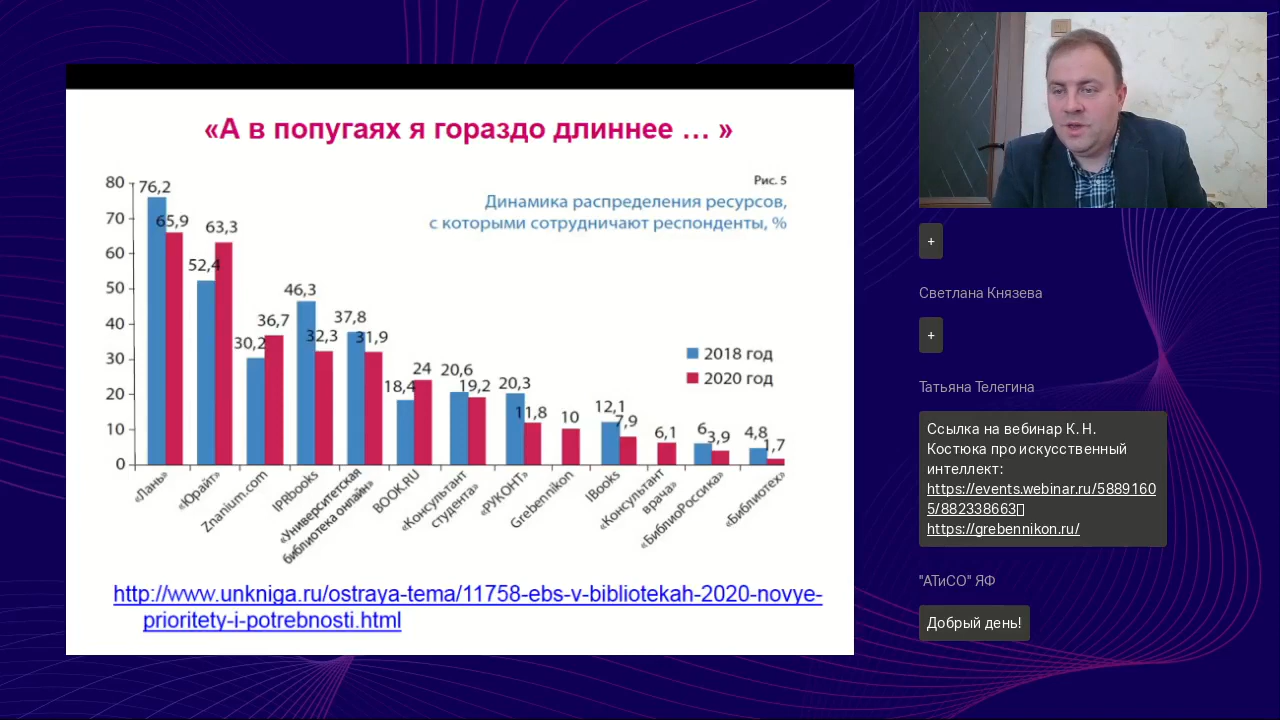 «А в попугаях я гораздо длиннее … »
Рис. 5
Динамика распределения ресурсов,
с которыми сотрудничают респонденты, %
80
70
60
50
40
30
20
10
0
76,2
65,9
52,4
63,3
30,2
36,7
46,3
32,3
37,8
31,9
18,4
24
20,6
19,2
20,3
11,8
10
12,1
7,9
6,1
6
3,9
4,8
1,7
2018 год
2020 год
«Лань»
«Юрайт»
Znanium.com
IPRbooks
«Университетская
библиотека онлайн»
BOOK.RU
«Консультант
студента»
«РУКОНТ»
Grebennikon
IBooks
«Консультант
врача»
«БиблиоРоссика»
«Библиотех»
http://www.unkniga.ru/ostraya-tema/11758-ebs-v-bibliotekah-2020-novye-
prioritety-i-potrebnosti.html
+
Светлана Князева
+
Татьяна Телегина
Ссылка на вебинар К. Н.
Костюка про искусственный
интеллект:
https://events.webinar.ru/5889160
5/882338663
https://grebennikon.ru/
"АТиСО" ЯФ
Добрый день!